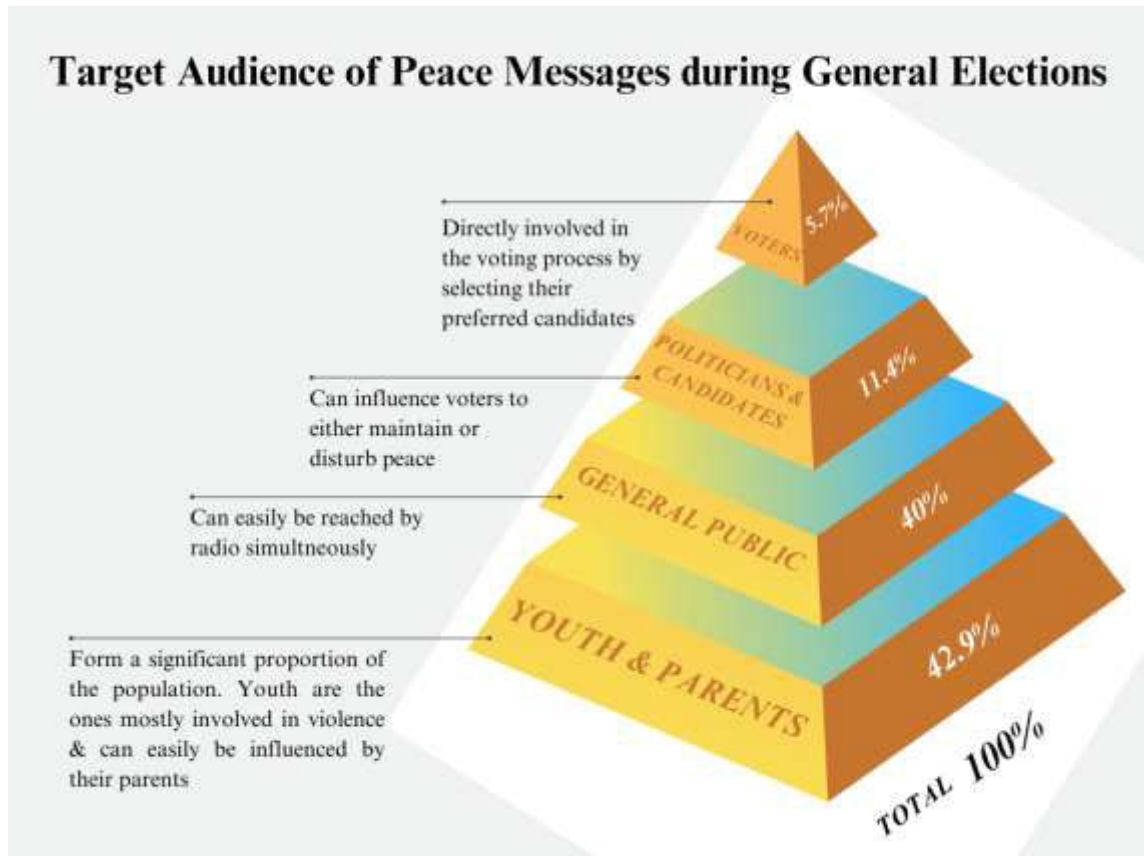 Target Audience of Peace Messages during General Elections
Directly involved in
the voting process by
selecting their
preferred candidates
VOTERS
5.7%
Can influence voters to
either maintain or
disturb peace
POLITICIANS &
CANDIDATES
11.4%
Can easily be reached by
radio simultneously
GENERAL PUBLIC
40%
Form a significant proportion of
the population. Youth are the
ones mostly involved in violence
& can easily be influenced by
their parents
YOUTH & PARENTS
42.9%
TOTAL 100%